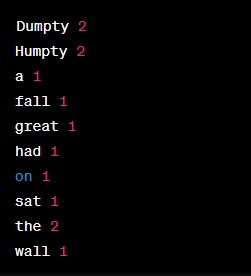 Dumpty 2
Humpty 2
a 1
fall 1
great 1
had 1
on 1
sat 1
the 2
wall 1